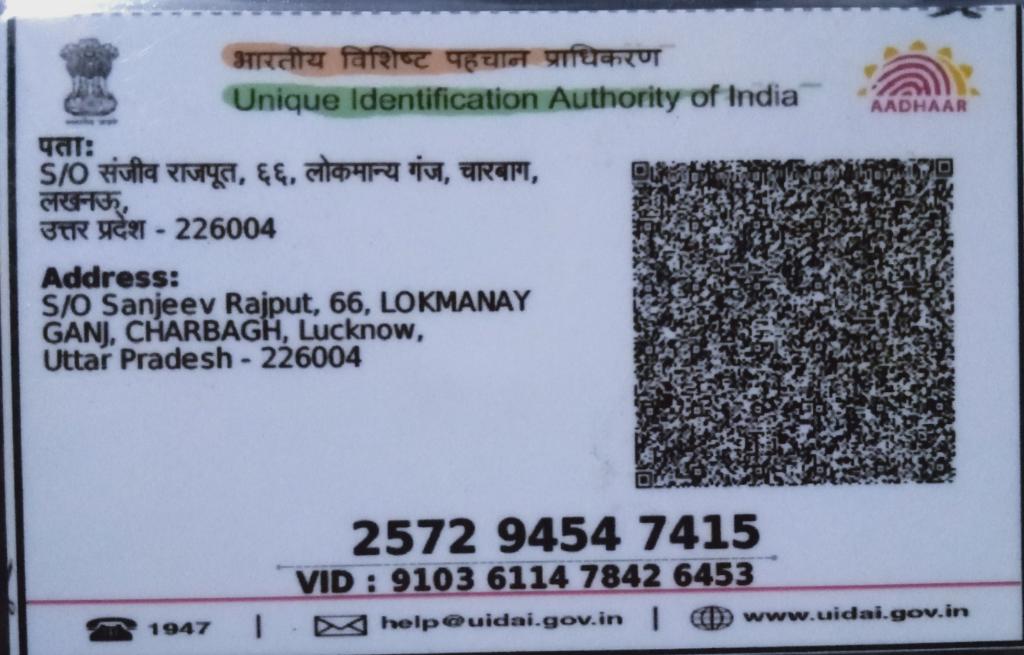 भारतीय विशिष्ट पहचान प्राधिकरण
Unique Identification Authority of India
AADHAAR
पता:
S/O संजीव राजपूत, ६६, लोकमान्य गंज, चारबाग,
लखनऊ,
उत्तर प्रदेश - 226004
Address:
S/O Sanjeev Rajput, 66, LOKMANAY
GANJ, CHARBAGH, Lucknow,
Uttar Pradesh - 226004
2572 9454 7415
VID : 9103 6114 7842 6453
1947 | help@uidai.gov.in | www.uidai.gov.in